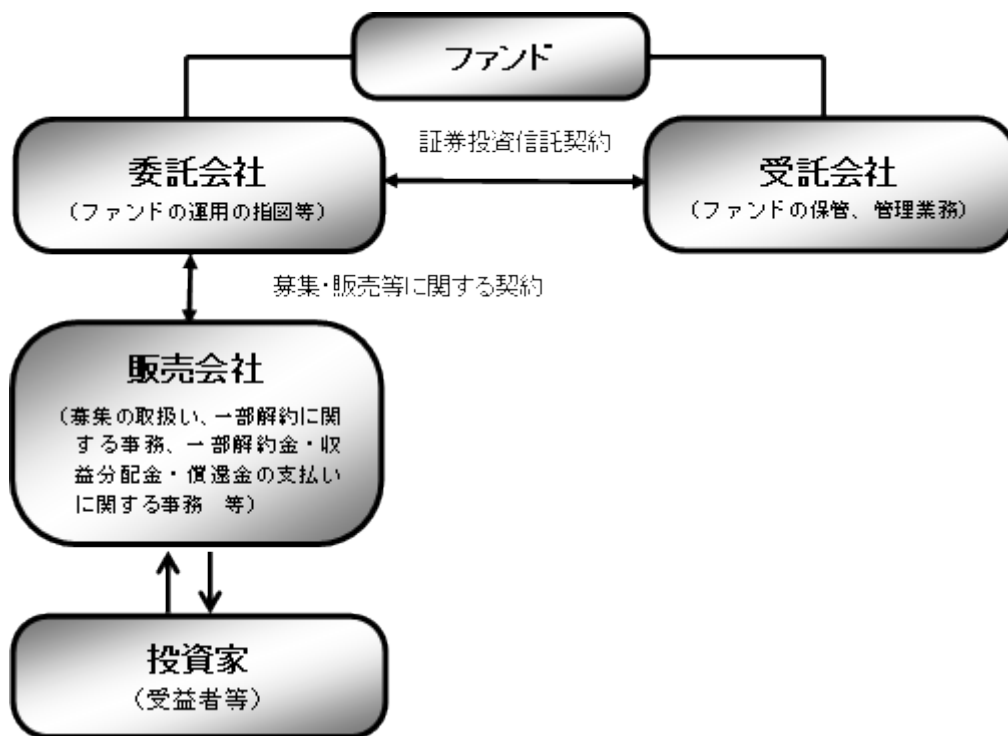 ファンド
証券投資信託契約
委託会社
(ファンドの運用の指図等)
受託会社
(ファンドの保管、管理業務)
募集・販売等に関する契約
販売会社
(募集の取扱い、一部解約に関
する事務、一部解約金・収
益分配金・償還金の支払い
に関する事務　等)
投資家
(受益者等)